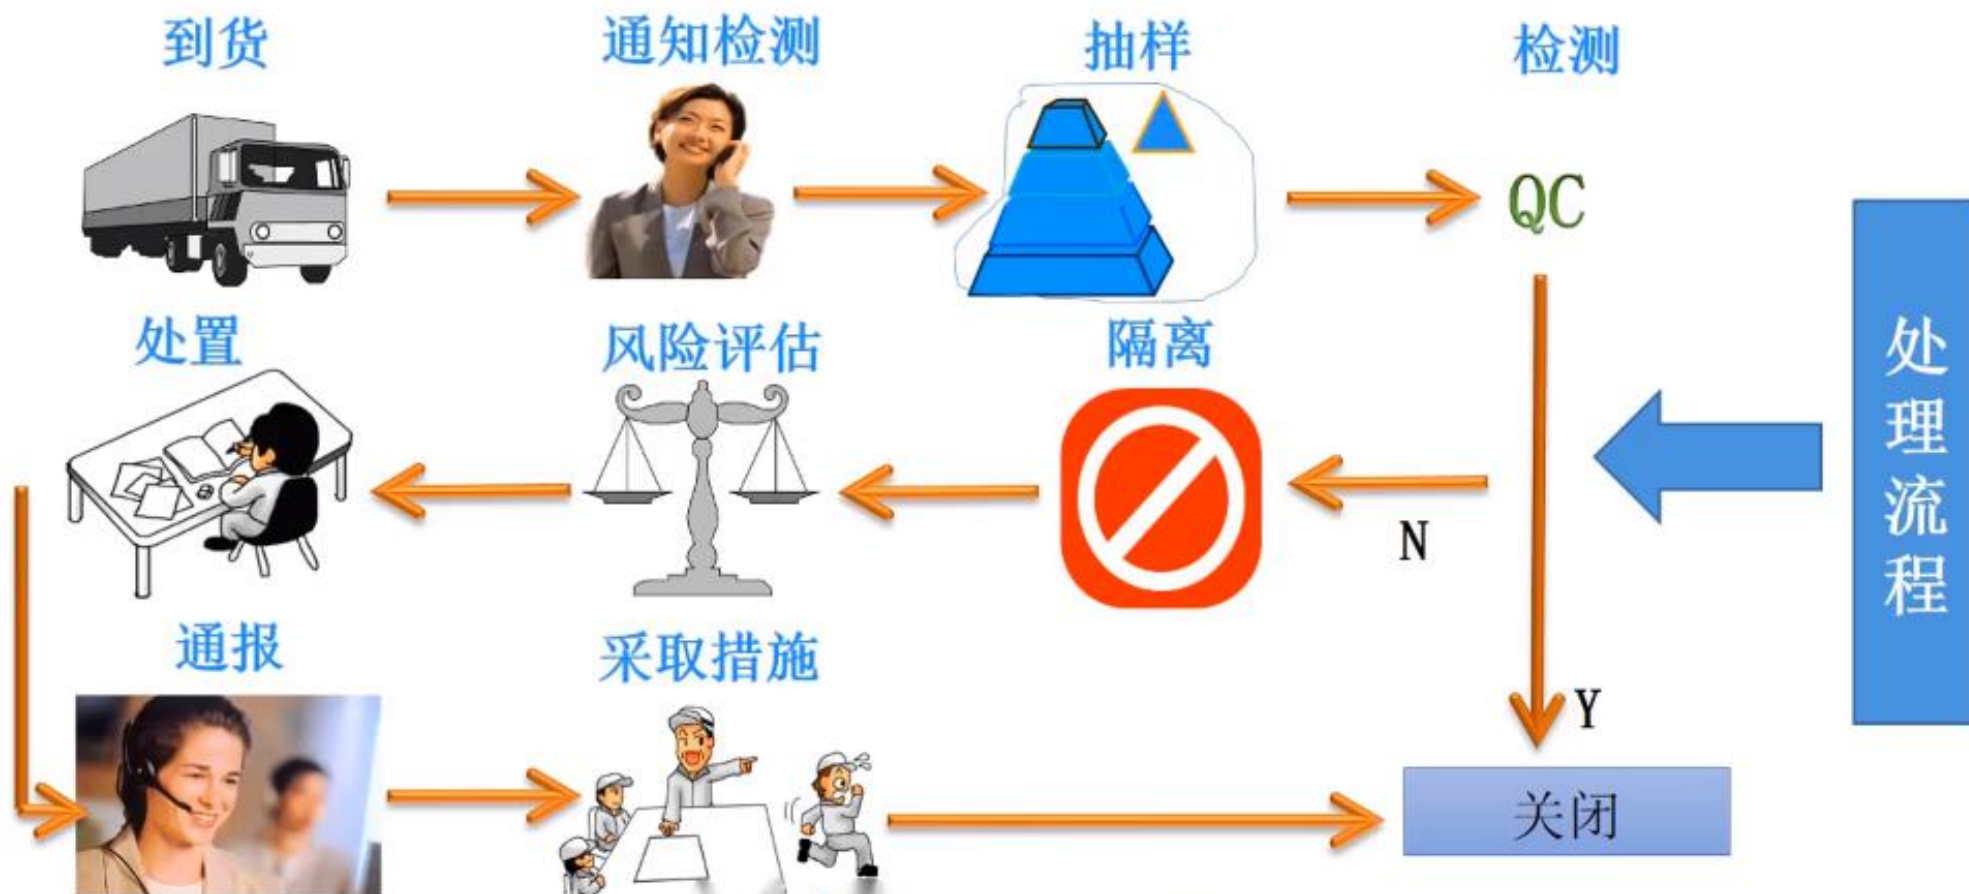 到货
通知检测
抽样
检测
QC
处置
风险评估
隔离
N
处理流程
通报
采取措施
Y
关闭